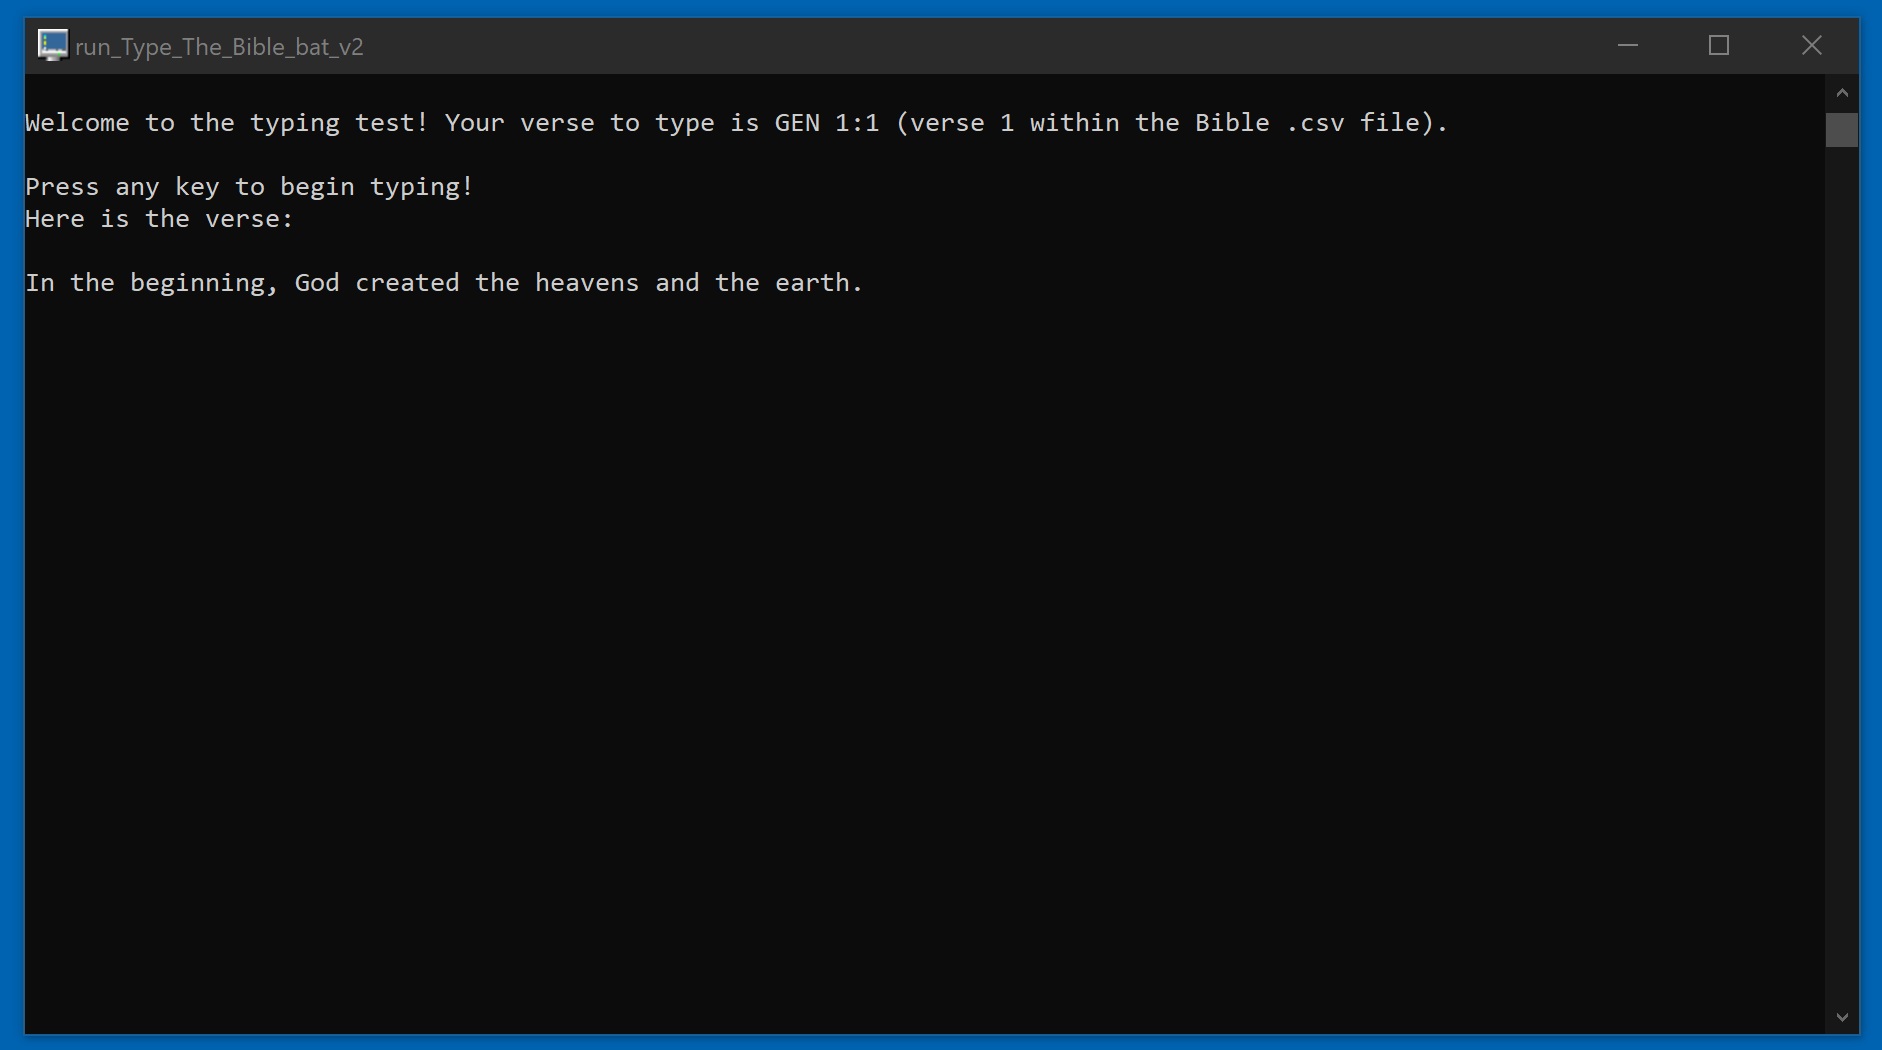 run_Type_The_Bible_bat_v2
Welcome to the typing test! Your verse to type is GEN 1:1 (verse 1 within the Bible .csv file).
Press any key to begin typing!
Here is the verse:
In the beginning, God created the heavens and the earth.